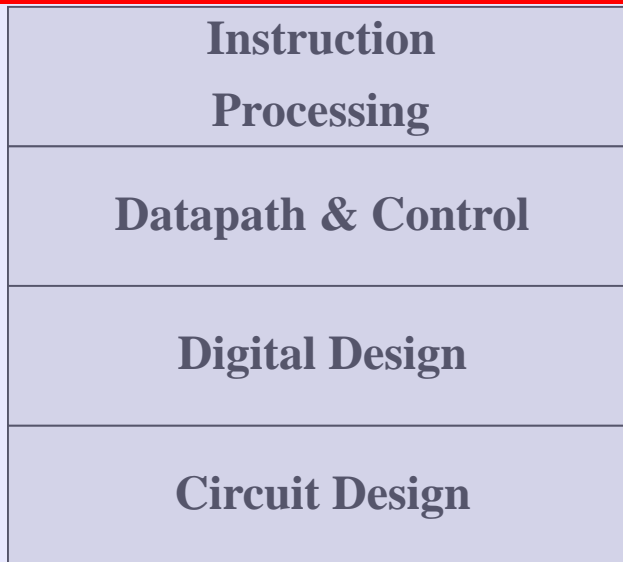 Instruction
Processing
Datapath & Control
Digital Design
Circuit Design